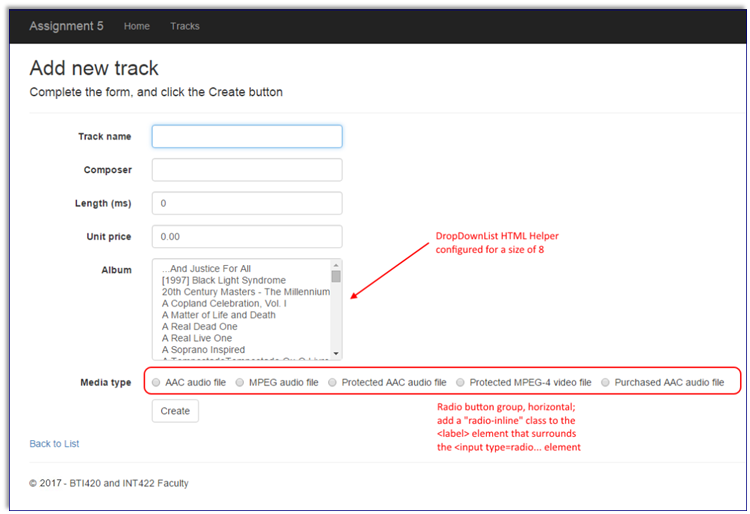 Assignment 5 Home Tracks
Add new track
Complete the form, and click the Create button
Track name
Composer
Length (ms) 0
Unit price 0.00
DropDownList HTML Helper
configured for a size of 8
Album
...And Justice For All
[1997] Black Light Syndrome
20th Century Masters - The Millennium
A Copland Celebration, Vol. I
A Matter of Life and Death
A Real Dead One
A Real Live One
A Soprano Inspired
Media type AAC audio file MPEG audio file Protected AAC audio file Protected MPEG-4 video file Purchased AAC audio file
Create
Radio button group, horizontal;
add a "radio-inline" class to the
<label> element that surrounds
the <input type=radio... element
Back to List
© 2017 - BTI420 and INT422 Faculty